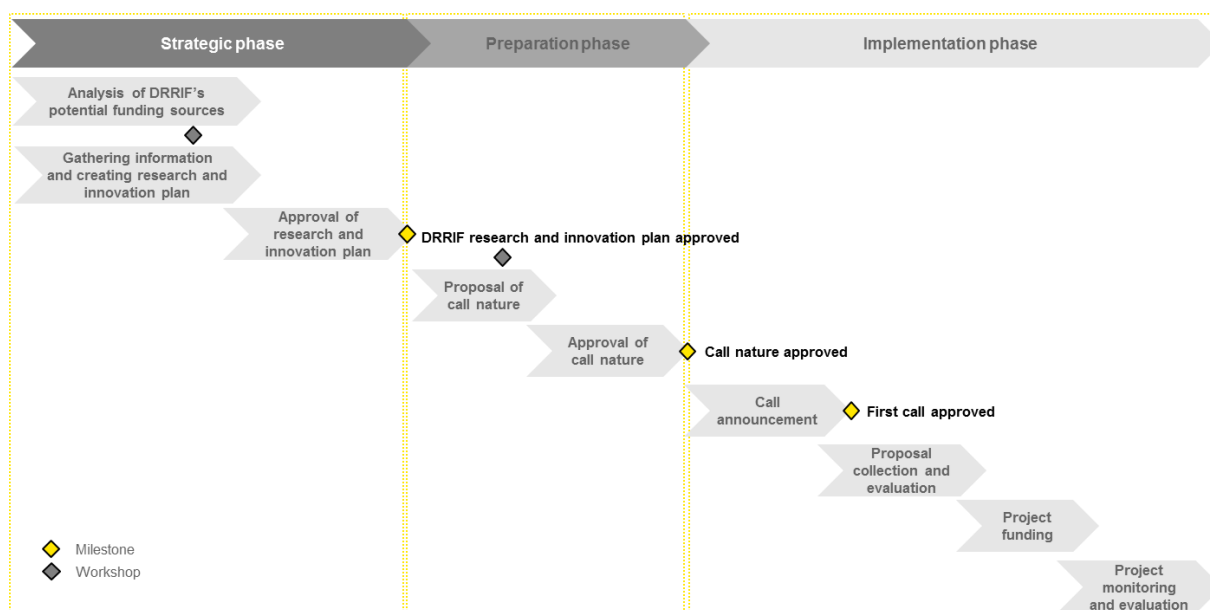 Strategic phase
Preparation phase
Implementation phase
Analysis of DRRIF's
potential funding sources
Gathering information
and creating research and
innovation plan
Approval of
research and
innovation plan
DRRIF research and innovation plan approved
Proposal of
call nature
Approval of
call nature
Call nature approved
Call
announcement
First call approved
Proposal
collection and
evaluation
Project
funding
Project
monitoring
and evaluation
Milestone
Workshop